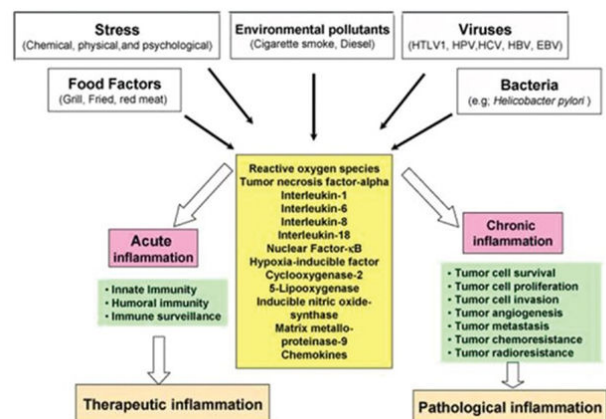 Stress
(Chemical, physical,and psychological)
Environmental pollutants
(Cigarette smoke, Diesel)
Viruses
(HTLV1, HPV,HCV, HBV, EBV)
Food Factors
(Grill, Fried, red meat)
Bacteria
(e.g; Helicobacter pylori )
Reactive oxygen species
Tumor necrosis factor-alpha
Interleukin-1
Interleukin-6
Interleukin-8
Interleukin-18
Nuclear Factor-κB
Hypoxia-inducible factor
Cyclooxygenase-2
5-Lipooxygenase
Inducible nitric oxide-
synthase
Matrix metallo-
proteinase-9
Chemokines
Acute
inflammation
• Innate Immunity
• Humoral immunity
• Immune surveillance
Therapeutic inflammation
Chronic
inflammation
• Tumor cell survival
• Tumor cell proliferation
• Tumor cell invasion
• Tumor angiogenesis
• Tumor metastasis
• Tumor chemoresistance
• Tumor radioresistance
Pathological inflammation